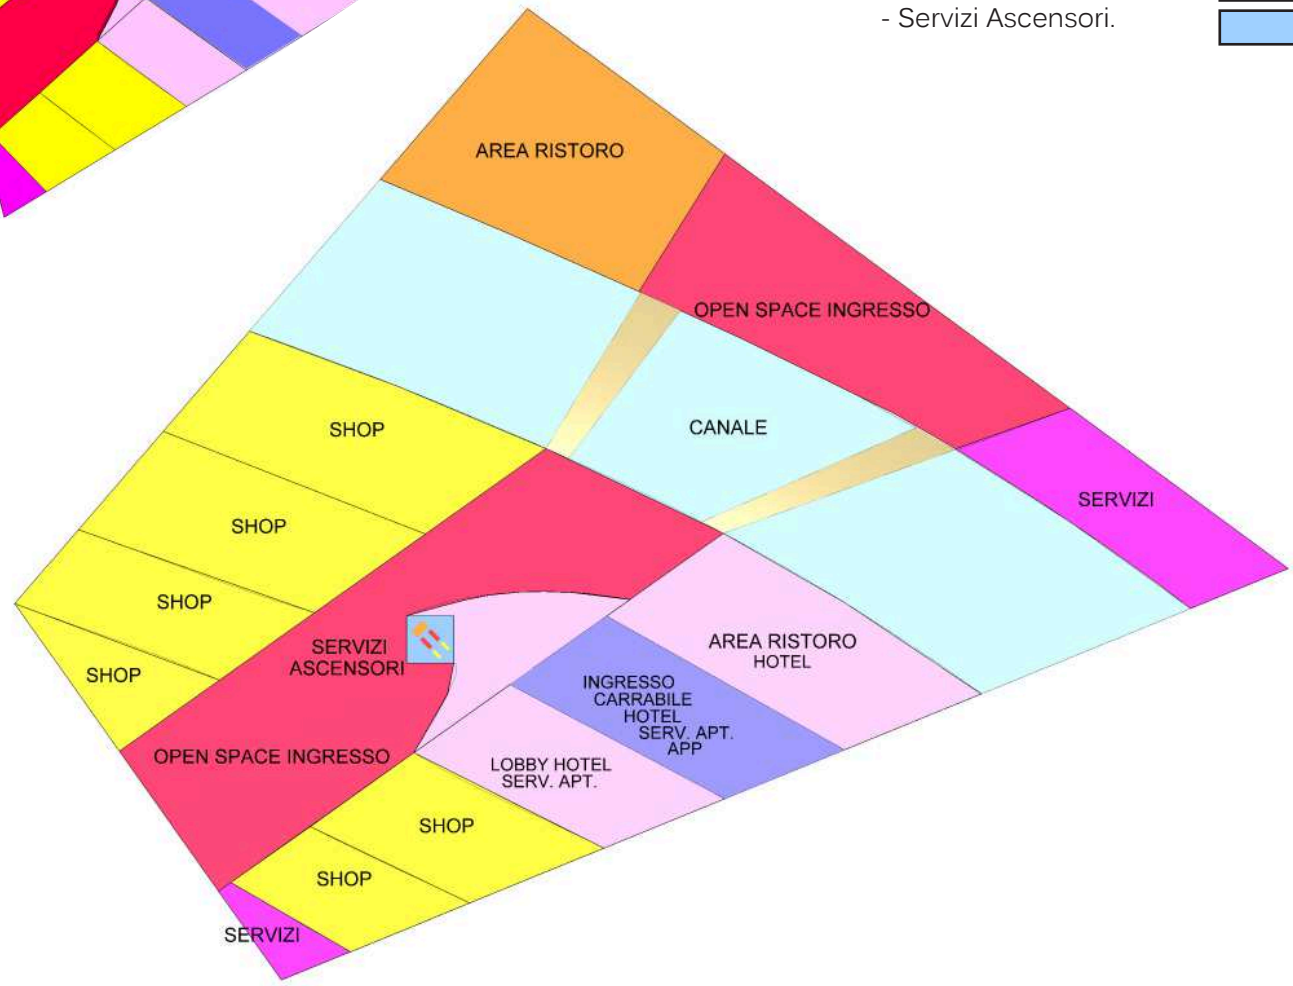 - Servizi Ascensori.
AREA RISTORO
OPEN SPACE INGRESSO
CANALE
SHOP
SERVIZI
SHOP
SHOP
SHOP
SERVIZI
ASCENSORI
AREA RISTORO
HOTEL
INGRESSO
CARRABILE
HOTEL
SERV. APT.
APP
OPEN SPACE INGRESSO
LOBBY HOTEL
SERV. APT.
SHOP
SHOP
SERVIZI